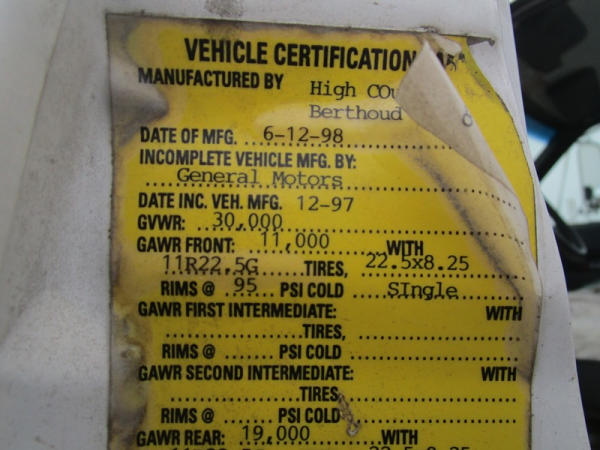 VEHICLE CERTIFICATION
MANUFACTURED BY High
Berthoud
DATE OF MFG. 6-12-98
INCOMPLETE VEHICLE MFG. BY:
General Motors
DATE INC. VEH. MFG. 12-97
GVWR: 30,000
GAWR FRONT: 11,000 WITH
11R22.5G TIRES, 22.5x8.25
RIMS @ 95 PSI COLD SIngle
GAWR FIRST INTERMEDIATE: WITH
TIRES,
RIMS @ PSI COLD
GAWR SECOND INTERMEDIATE: WITH
TIRES,
RIMS @ PSI COLD
GAWR REAR: 19,000 WITH